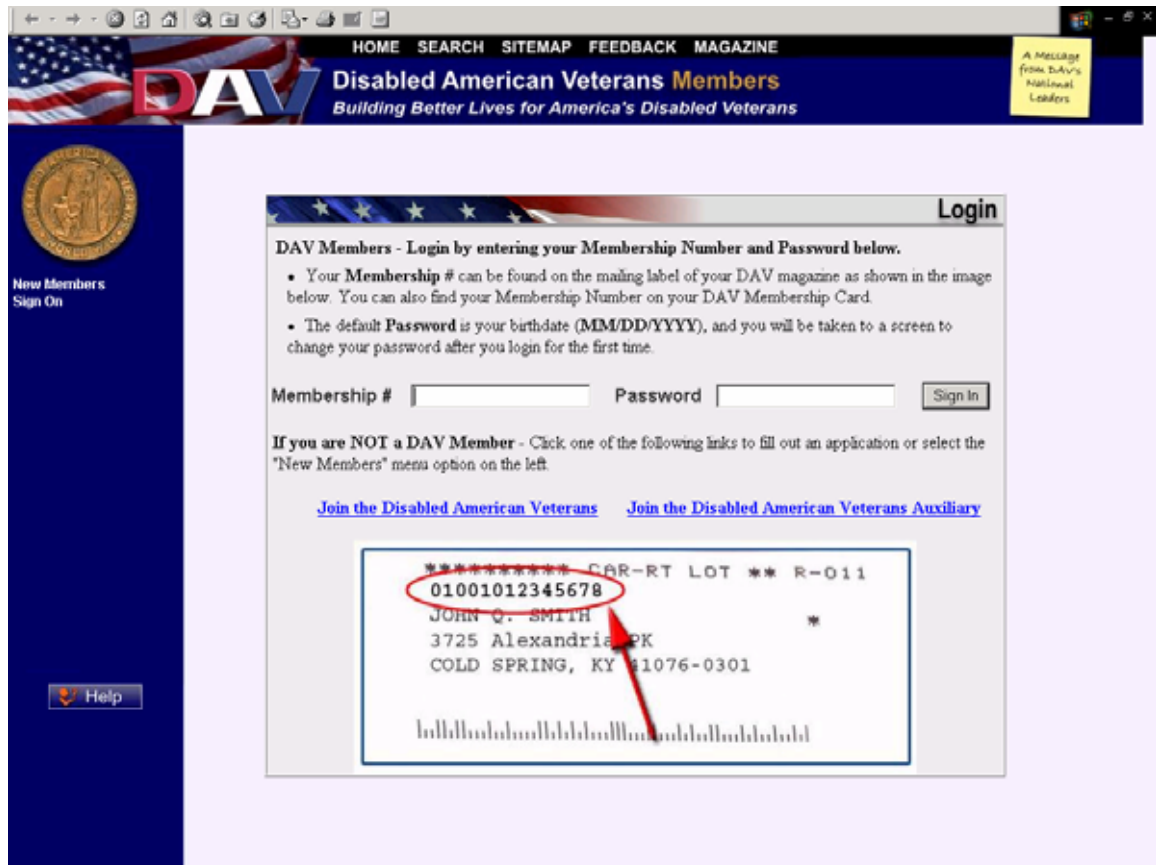 HOME SEARCH SITEMAP FEEDBACK MAGAZINE
A Message
from DAV's
National
Leaders
DAV
Disabled American Veterans Members
Building Better Lives for America's Disabled Veterans
New Members
Sign On
Help
Login
DAV Members - Login by entering your Membership Number and Password below.
• Your Membership # can be found on the mailing label of your DAV magazine as shown in the image
below. You can also find your Membership Number on your DAV Membership Card.
• The default Password is your birthdate (MM/DD/YYYY), and you will be taken to a screen to
change your password after you login for the first time.
Membership # Password Sign In
If you are NOT a DAV Member - Click one of the following links to fill out an application or select the
"New Members" menu option on the left.
Join the Disabled American Veterans Join the Disabled American Veterans Auxiliary
********** CAR-RT LOT ** R-011
01001012345678
JOHN Q. SMITH *
3725 Alexandria PK
COLD SPRING, KY 41076-0301